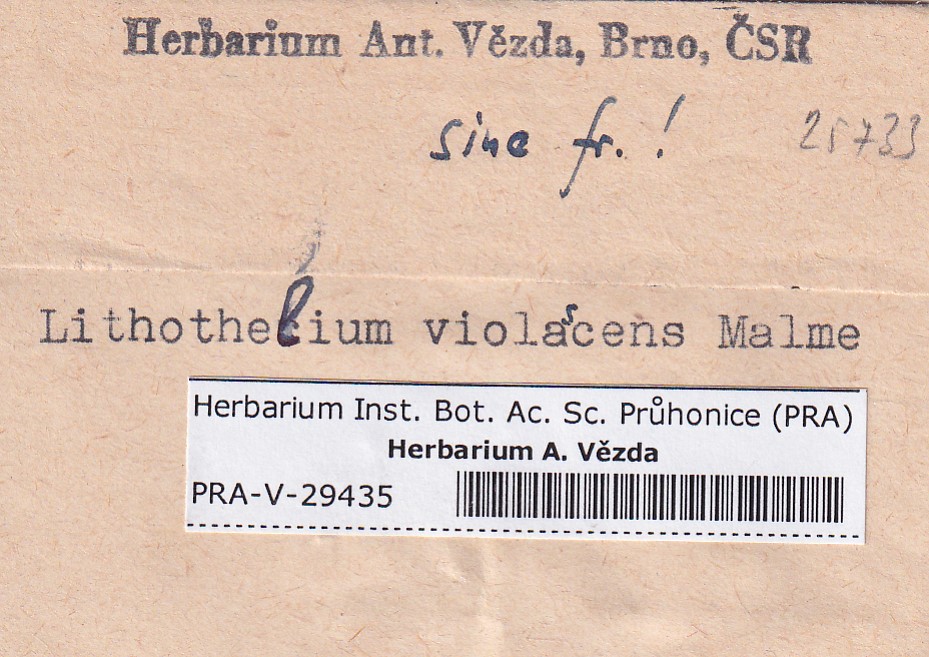 Herbarium Ant. Vězda, Brno, ČSR
sine fr. !
25733
Lithothelium violascens Malme
Herbarium Inst. Bot. Ac. Sc. Průhonice (PRA)
Herbarium A. Vězda
PRA-V-29435